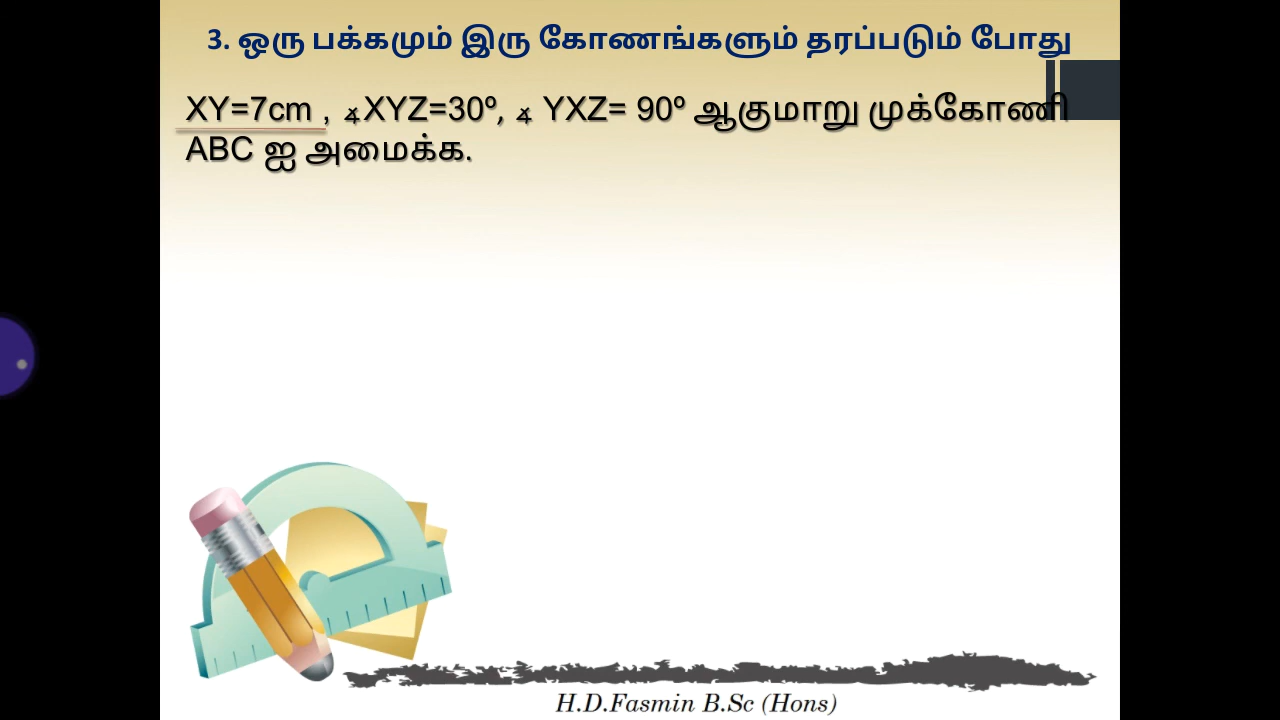 3. ஒரு பக்கமும் இரு கோணங்களும் தரப்படும் போது
XY=7cm , ∡XYZ=30º, ∡ YXZ= 90º ஆகுமாறு முக்கோணி
ABC ஐ அமைக்க.
H.D.Fasmin B.Sc (Hons)